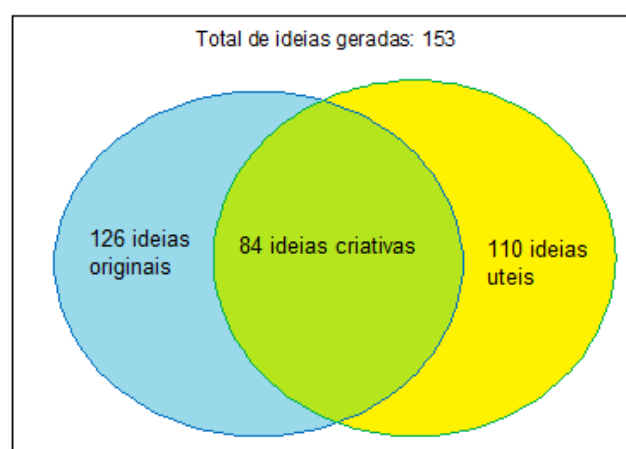 Total de ideias geradas: 153
126 ideias
originais
84 ideias criativas
110 ideias
uteis